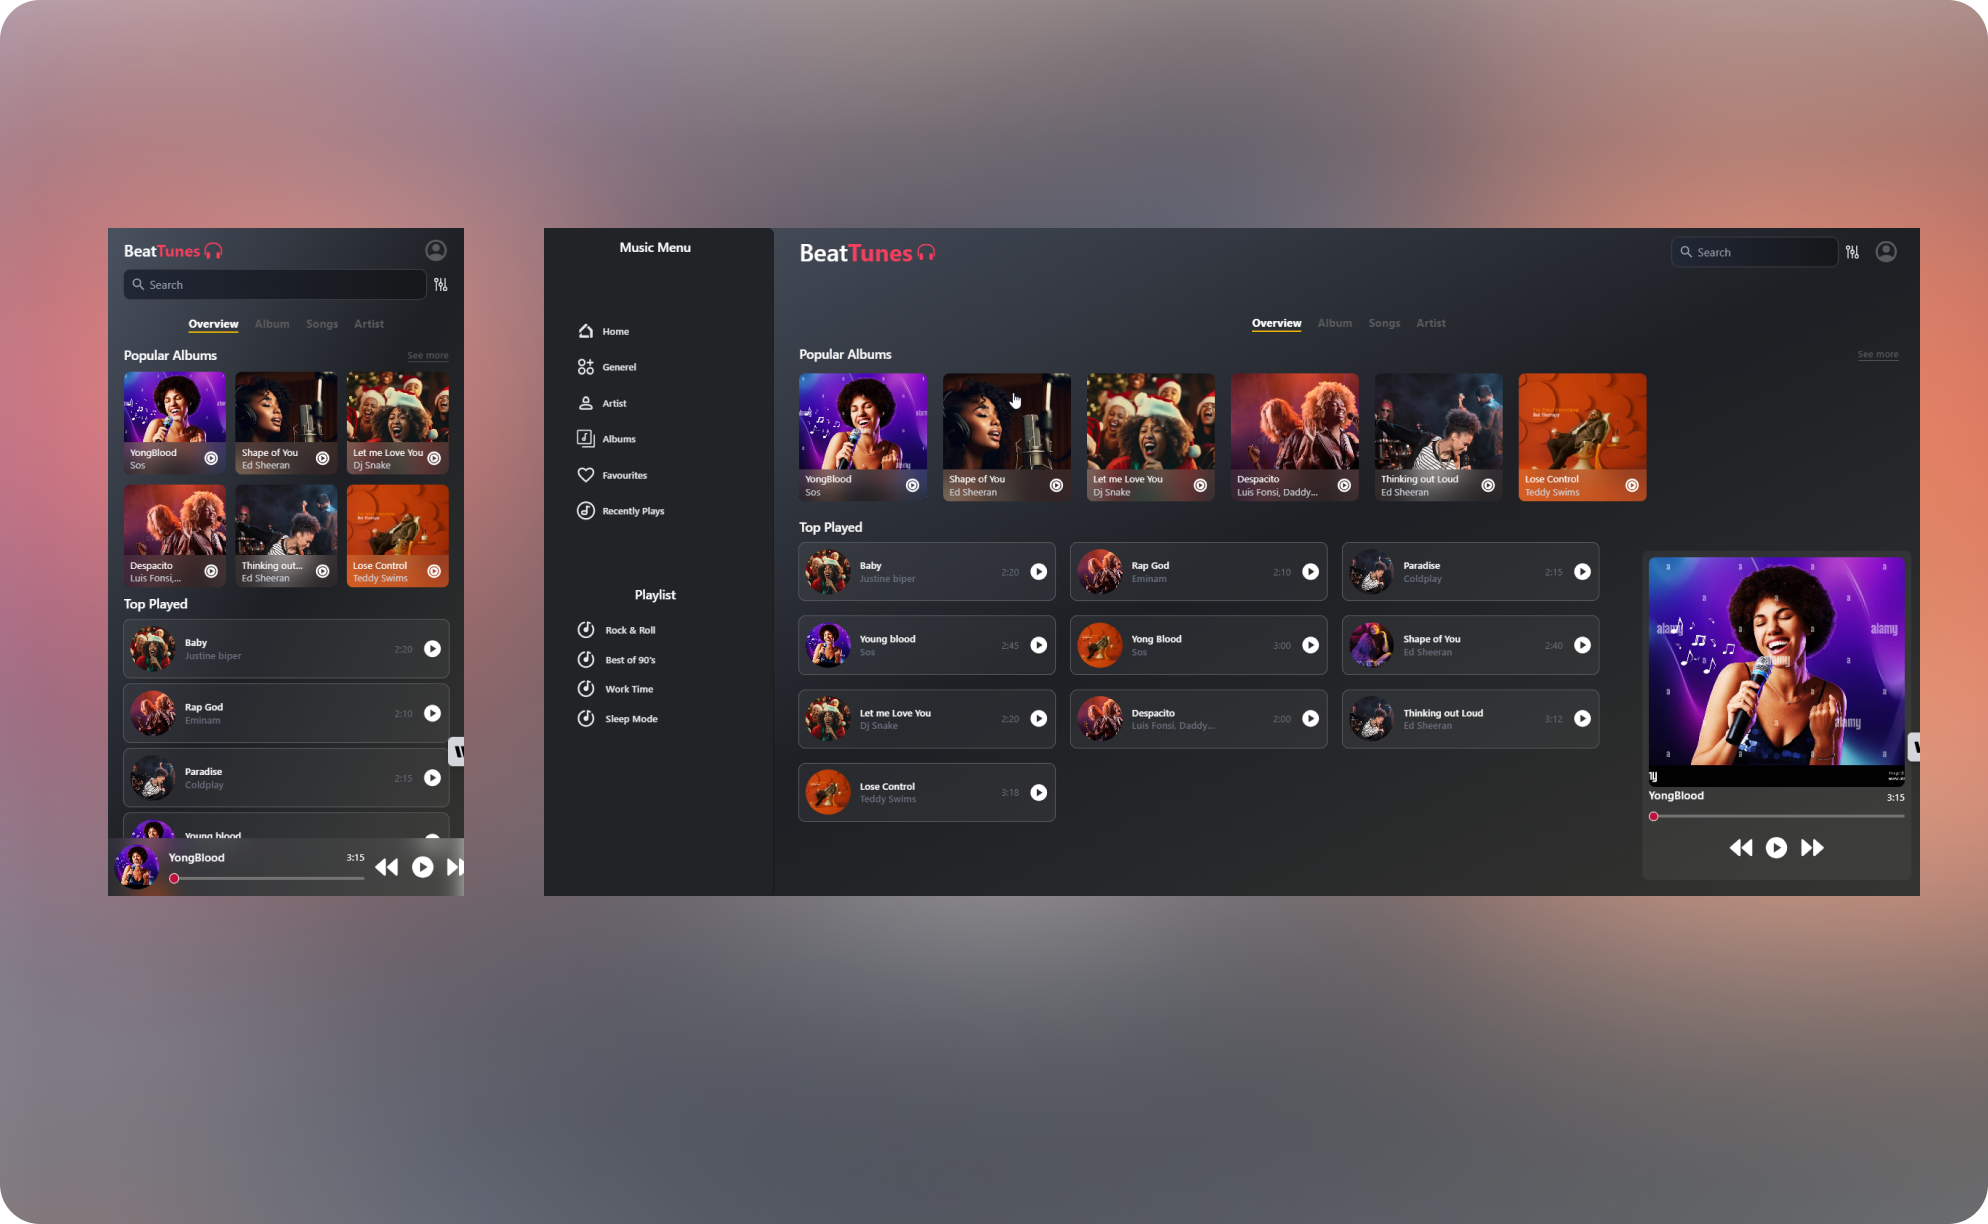 BeatTunes
Search
Overview Album Songs Artist
Popular Albums See more
YongBlood
Sos
Shape of You
Ed Sheeran
Let me Love You
Dj Snake
Despacito
Luis Fonsi,...
Thinking out...
Ed Sheeran
Lose Control
Teddy Swims
Top Played
Baby
Justine biper
2:20
Rap God
Eminam
2:10
Paradise
Coldplay
2:15
Young blood
YongBlood 3:15
Music Menu
Home
Generel
Artist
Albums
Favourites
Recently Plays
Playlist
Rock & Roll
Best of 90's
Work Time
Sleep Mode
BeatTunes
Search
Overview Album Songs Artist
Popular Albums See more
YongBlood
Sos
Shape of You
Ed Sheeran
Let me Love You
Dj Snake
Despacito
Luis Fonsi, Daddy...
Thinking out Loud
Ed Sheeran
Lose Control
Teddy Swims
Top Played
Baby
Justine biper
2:20
Rap God
Eminam
2:10
Paradise
Coldplay
2:15
Young blood
Sos
2:45
Yong Blood
Sos
3:00
Shape of You
Ed Sheeran
2:40
Let me Love You
Dj Snake
2:20
Despacito
Luis Fonsi, Daddy...
2:00
Thinking out Loud
Ed Sheeran
3:12
Lose Control
Teddy Swims
3:18
alamy
alamy
alamy
alamy
YongBlood
3:15